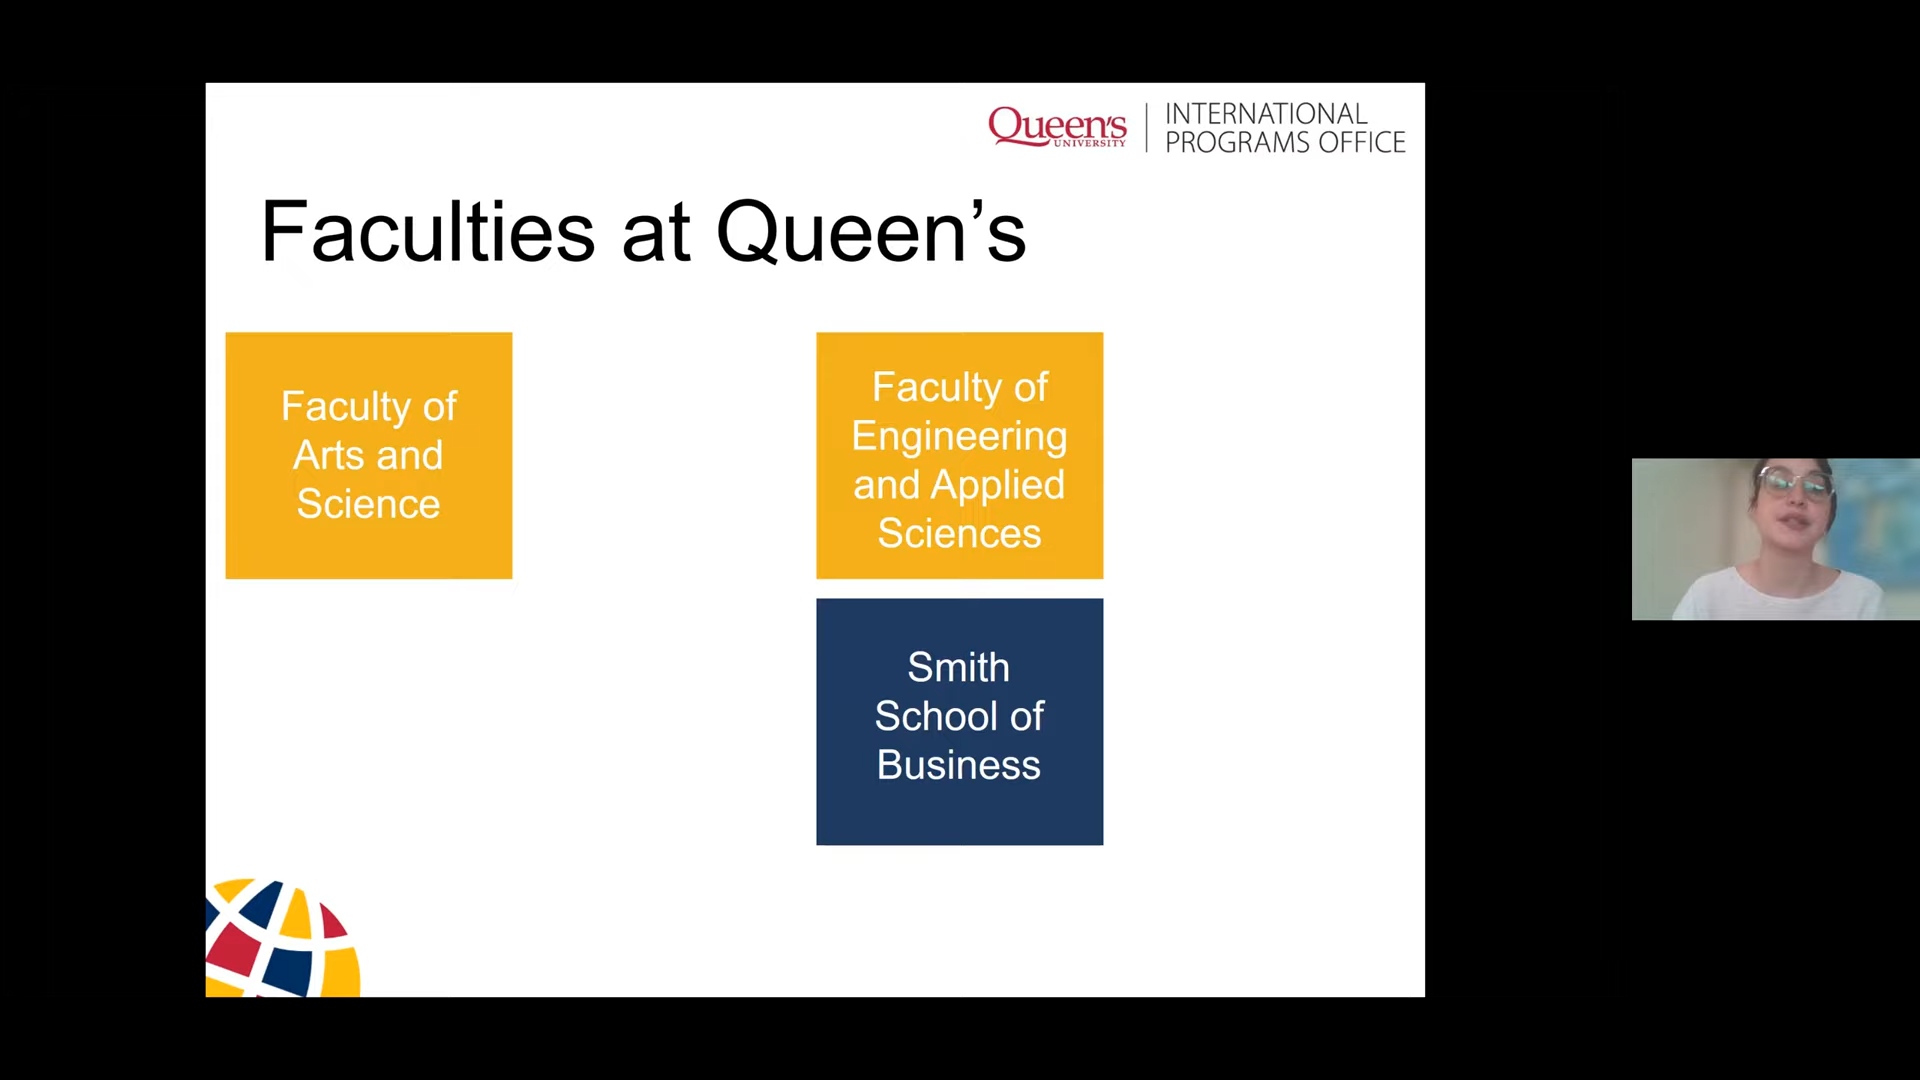 Queen's
UNIVERSITY
INTERNATIONAL
PROGRAMS OFFICE
Faculties at Queen’s
Faculty of
Arts and
Science
Faculty of
Engineering
and Applied
Sciences
Smith
School of
Business